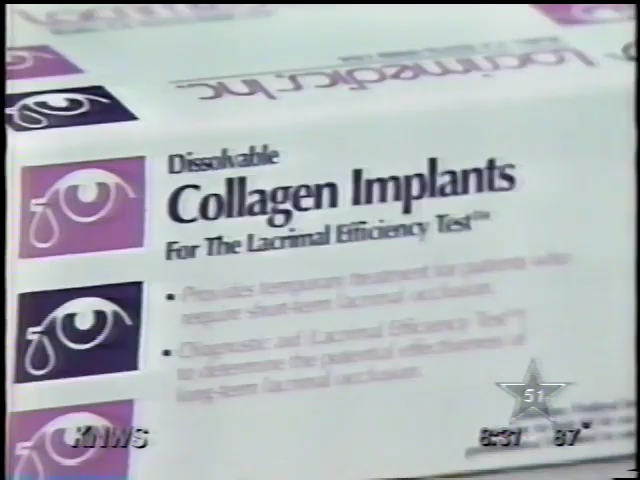 Lacrimedics, Inc.
Dissolvable
Collagen Implants
For The Lacrimal Efficiency Test™
• Provides temporary treatment for patients who
require short-term lacrimal occlusion.
• Diagnostic aid (Lacrimal Efficiency Test™)
to determine the potential effectiveness of
long-term lacrimal occlusion.
51
KNWS
8:37 87°